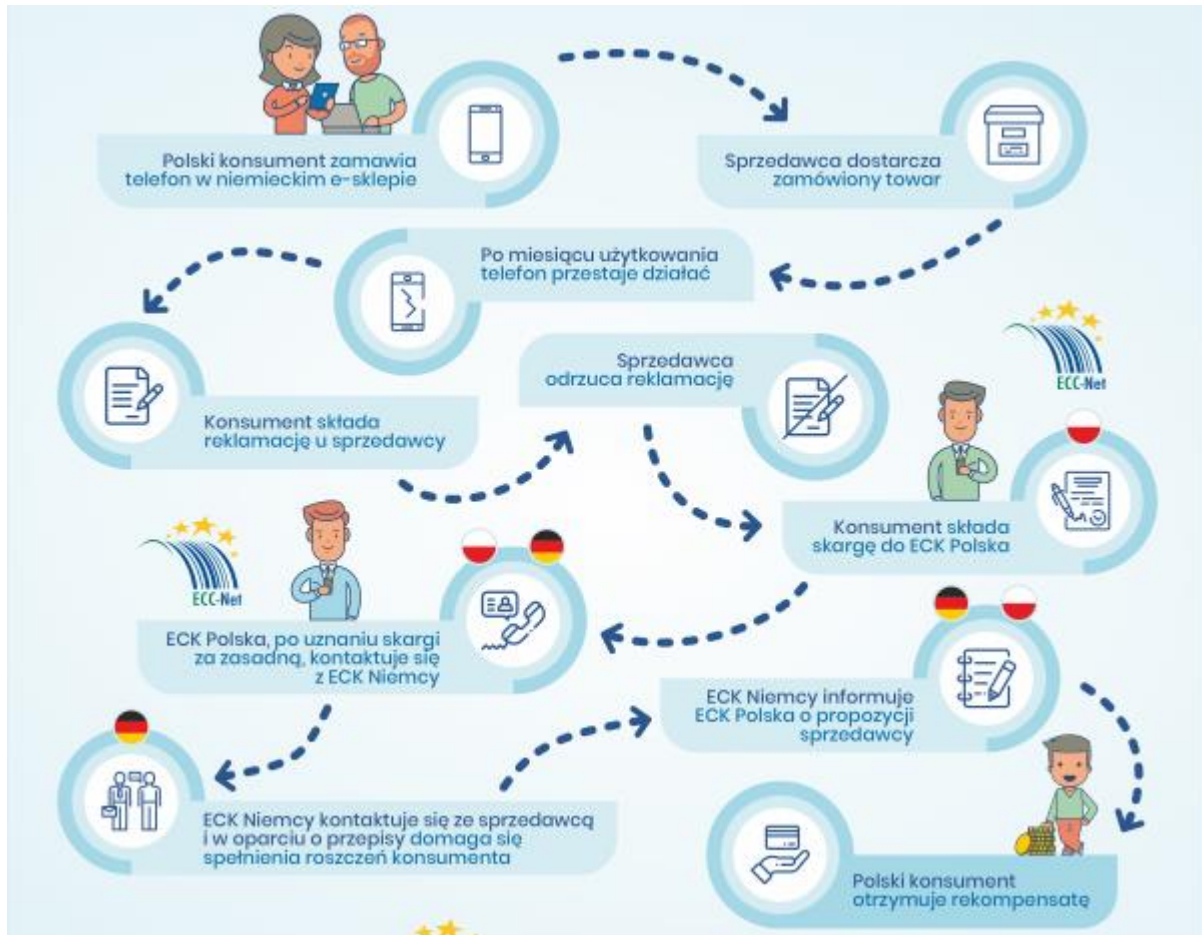 Polski konsument zamawia
telefon w niemieckim e-sklepie
Sprzedawca dostarcza
zamówiony towar
Po miesiącu użytkowania
telefon przestaje działać
Konsument składa
reklamację u sprzedawcy
Sprzedawca
odrzuca reklamację
ECC-Net
Konsument składa
skargę do ECK Polska
ECC-Net
ECK Polska, po uznaniu skargi
za zasadną, kontaktuje się
z ECK Niemcy
ECK Niemcy kontaktuje się ze sprzedawcą
i w oparciu o przepisy domaga się
spełnienia roszczeń konsumenta
ECK Niemcy informuje
ECK Polska o propozycji
sprzedawcy
Polski konsument
otrzymuje rekompensatę